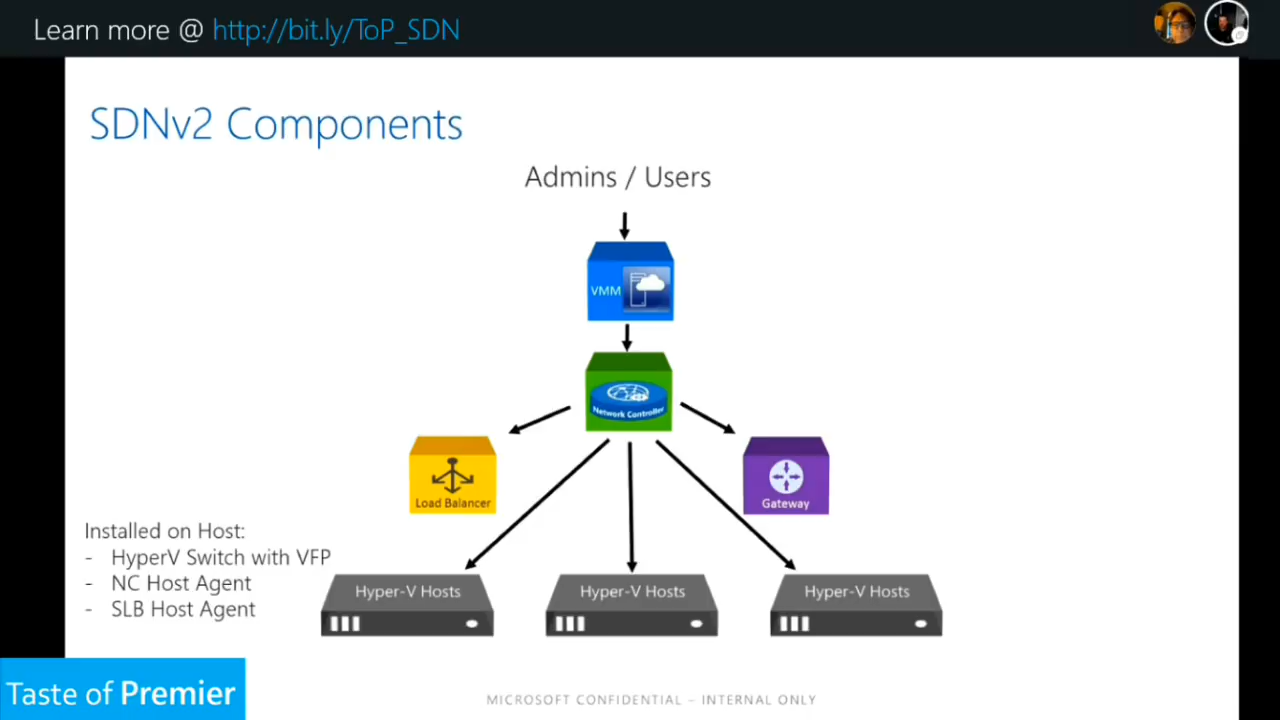 Learn more @ http://bit.ly/ToP_SDN
SDNv2 Components
Admins / Users
VMM
Network Controller
Load Balancer
Gateway
Installed on Host:
- HyperV Switch with VFP
- NC Host Agent
- SLB Host Agent
Hyper-V Hosts
Hyper-V Hosts
Hyper-V Hosts
Taste of Premier
MICROSOFT CONFIDENTIAL – INTERNAL ONLY